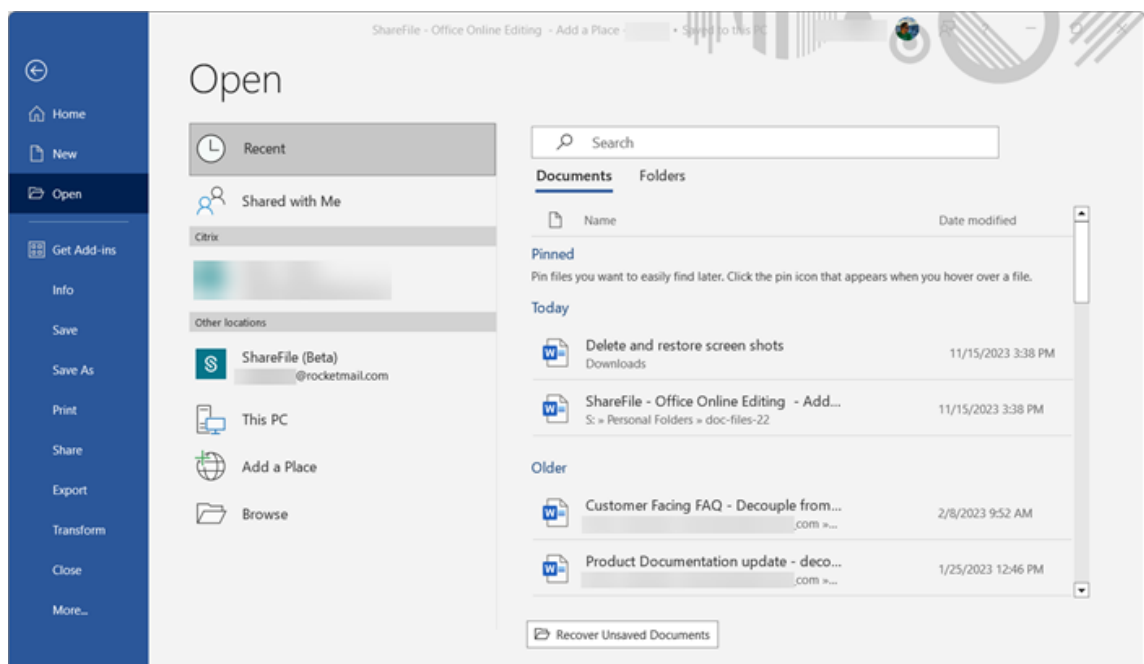 ShareFile - Office Online Editing - Add a Place • Saved to this PC
Open
Home
New
Open
Get Add-ins
Info
Save
Save As
Print
Share
Export
Transform
Close
More...
Recent
Shared with Me
Citrix
Other locations
ShareFile (Beta)
@rocketmail.com
This PC
Add a Place
Browse
Search
Documents Folders
Name Date modified
Pinned
Pin files you want to easily find later. Click the pin icon that appears when you hover over a file.
Today
Delete and restore screen shots 11/15/2023 3:38 PM
Downloads
ShareFile - Office Online Editing - Add... 11/15/2023 3:38 PM
S: » Personal Folders » doc-files-22
Older
Customer Facing FAQ - Decouple from... 2/8/2023 9:52 AM
.com »...
Product Documentation update - deco... 1/25/2023 12:46 PM
.com »...
Recover Unsaved Documents